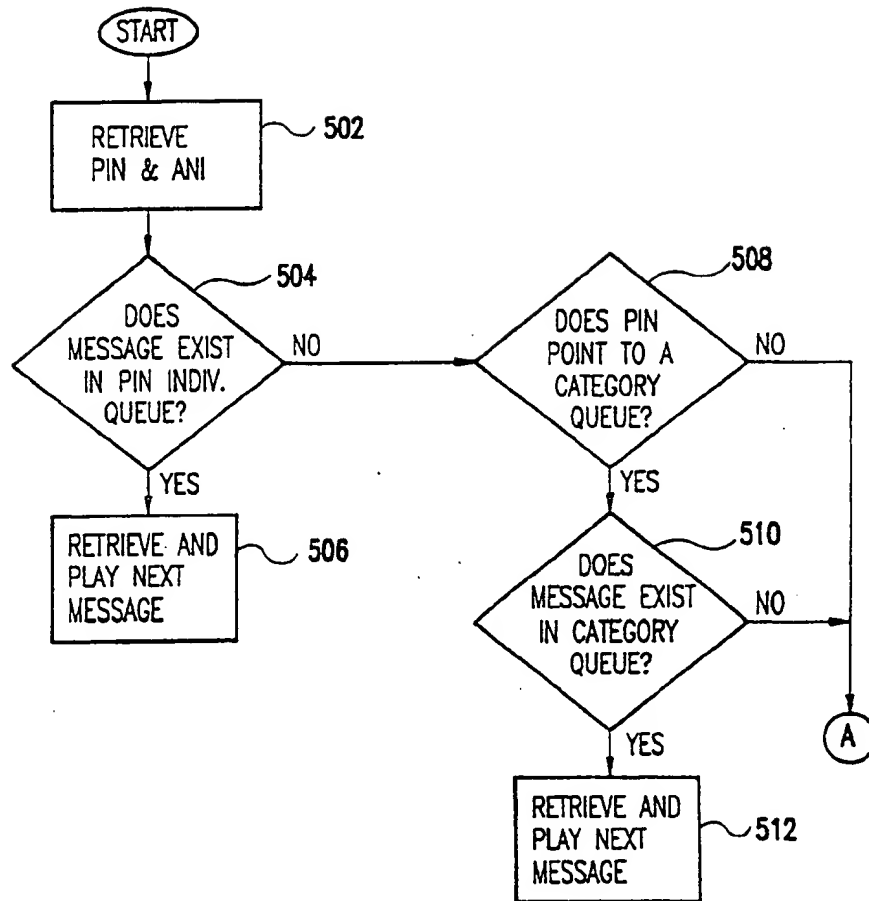 START
RETRIEVE
PIN & ANI
502
504
DOES
MESSAGE EXIST
IN PIN INDIV.
QUEUE?
NO
YES
RETRIEVE AND
PLAY NEXT
MESSAGE
506
508
DOES PIN
POINT TO A
CATEGORY
QUEUE?
NO
YES
510
DOES
MESSAGE EXIST
IN CATEGORY
QUEUE?
NO
YES
A
RETRIEVE AND
PLAY NEXT
MESSAGE
512